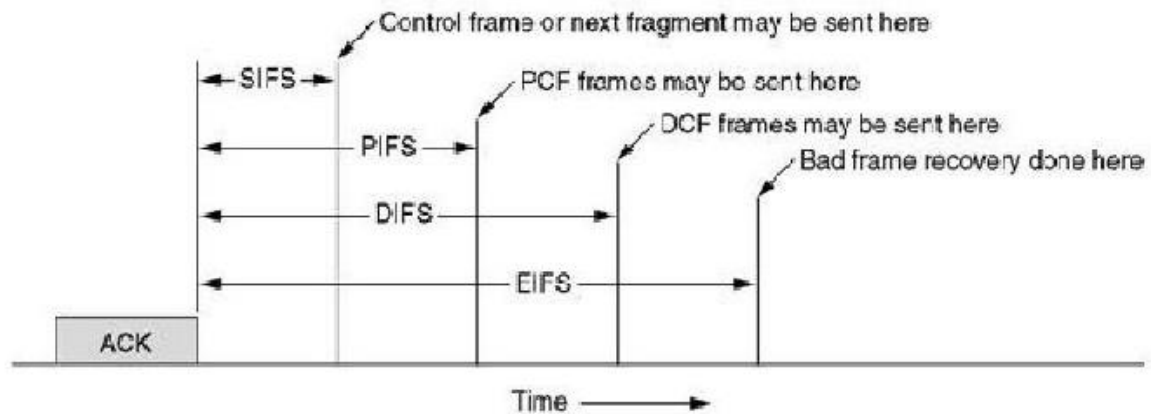 Control frame or next fragment may be sent here
SIFS
PCF frames may be sent here
PIFS
DCF frames may be sent here
Bad frame recovery done here
DIFS
EIFS
ACK
Time